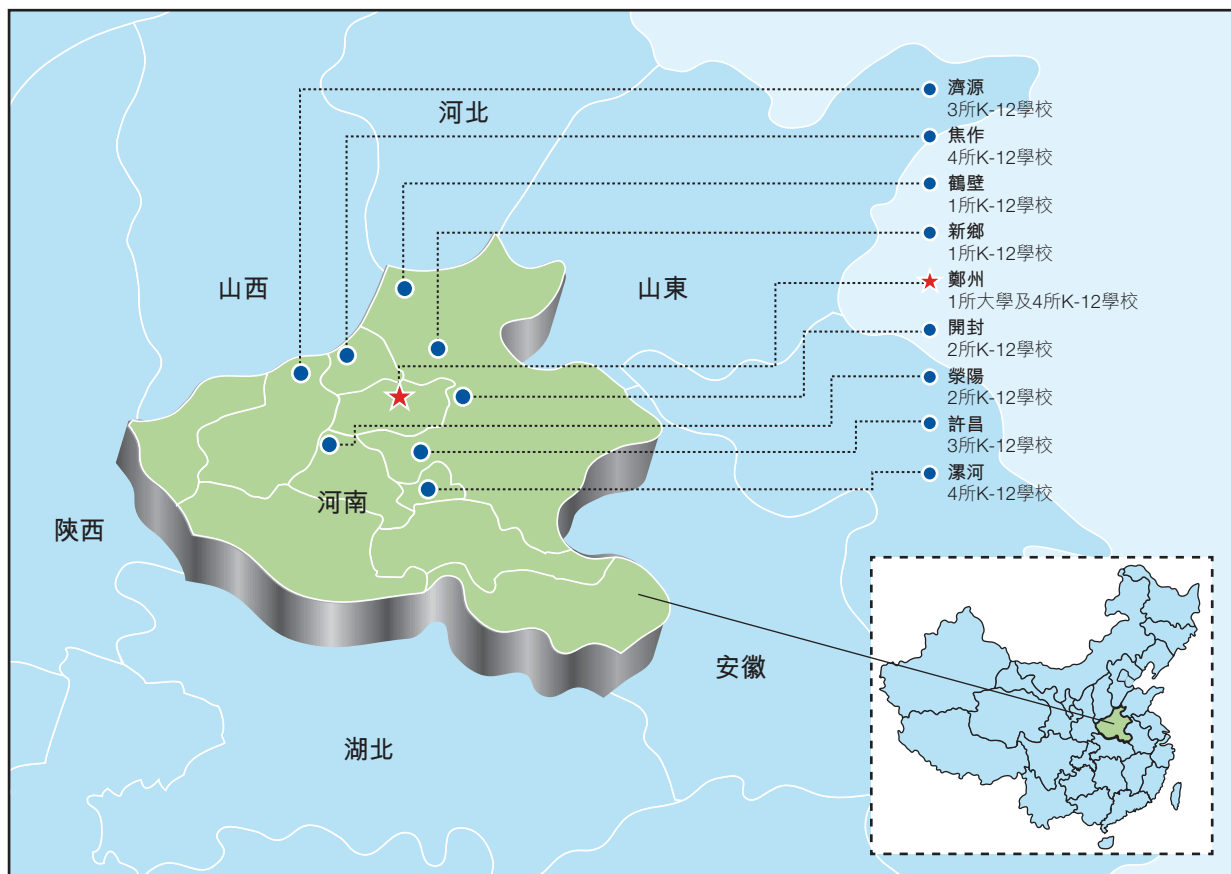 河北
山西
山東
河南
陝西
安徽
湖北
濟源
3所K-12學校
焦作
4所K-12學校
鶴壁
1所K-12學校
新鄉
1所K-12學校
鄭州
1所大學及4所K-12學校
開封
2所K-12學校
滎陽
2所K-12學校
許昌
3所K-12學校
漯河
4所K-12學校